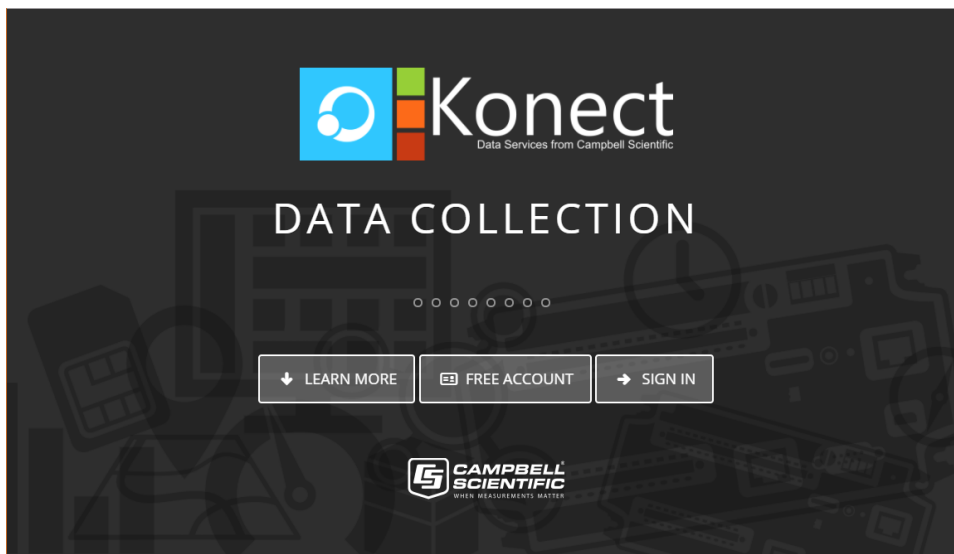 Konect
Data Services from Campbell Scientific
DATA COLLECTION
LEARN MORE
FREE ACCOUNT
SIGN IN
CS
CAMPBELL
SCIENTIFIC
WHEN MEASUREMENTS MATTER